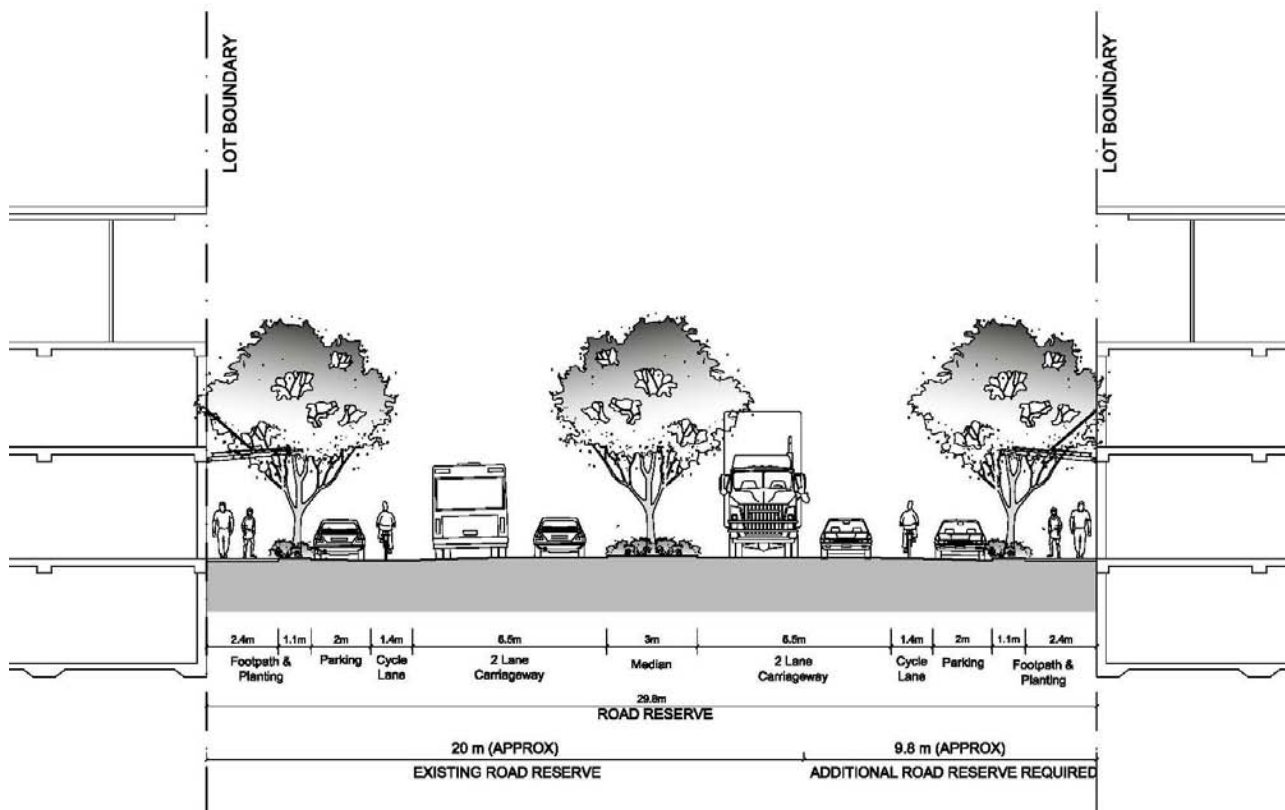 LOT BOUNDARY
LOT BOUNDARY
2.4m 1.1m 2m 1.4m 6.5m 3m 6.5m 1.4m 2m 1.1m 2.4m
Footpath & Parking Cycle 2 Lane Median 2 Lane Cycle Parking Footpath &
Planting Lane Carriageway Carriageway Lane Planting
29.8m
ROAD RESERVE
20 m (APPROX) 9.8 m (APPROX)
EXISTING ROAD RESERVE ADDITIONAL ROAD RESERVE REQUIRED